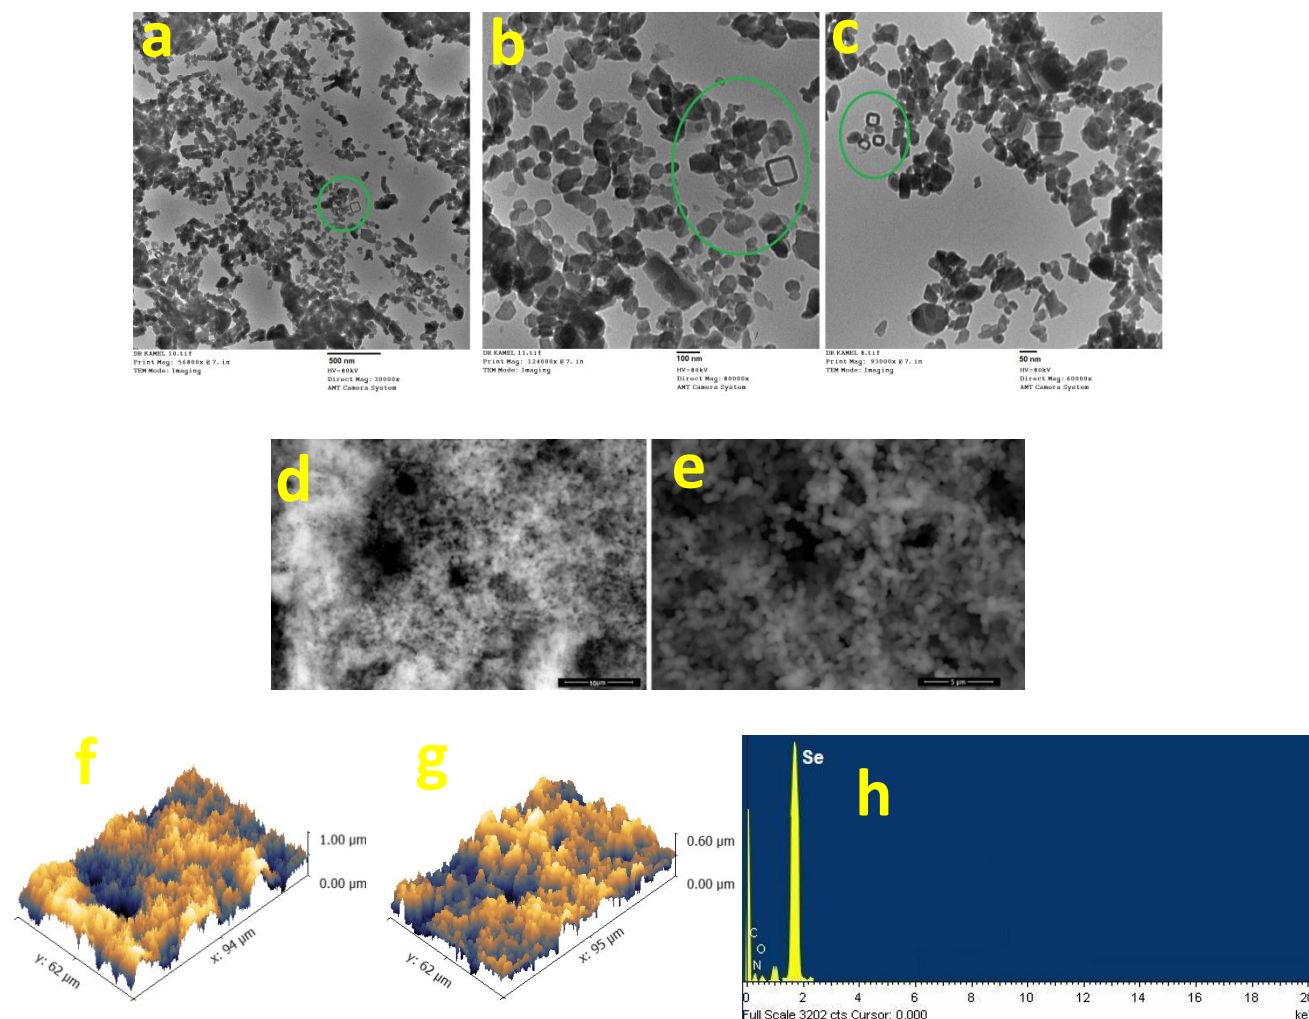 a
b
c
DR KAMEL 10.tif
Print Mag: 56800x @ 7. in
TEM Mode: Imaging
500 nm
HV=80kV
Direct Mag: 30000x
AMT Camera System
DR KAMEL 11.tif
Print Mag: 124000x @ 7. in
TEM Mode: Imaging
100 nm
HV=80kV
Direct Mag: 80000x
AMT Camera System
DR KAMEL 8.tif
Print Mag: 93000x @ 7. in
TEM Mode: Imaging
50 nm
HV=80kV
Direct Mag: 60000x
AMT Camera System
d
e
10µm
5 µm
f
1.00 µm
0.00 µm
y: 62 µm
x: 94 µm
g
0.60 µm
0.00 µm
y: 62 µm
x: 95 µm
h
Se
C
O
N
0 2 4 6 8 10 12 14 16 18 20
Full Scale 3202 cts Cursor: 0.000
ke